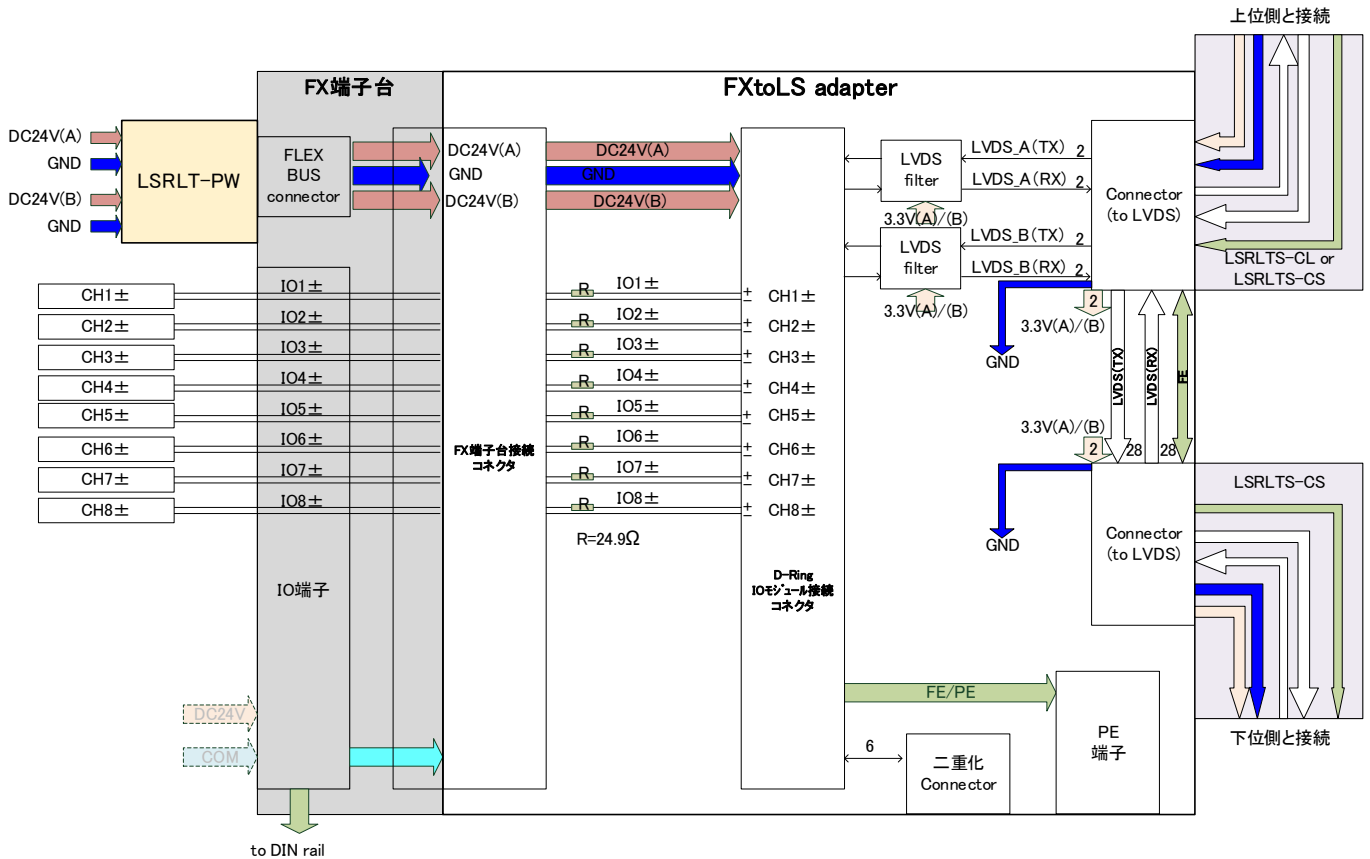 上位側と接続
FX端子台
FXtoLS adapter
DC24V(A)
GND
DC24V(B)
GND
LSRLT-PW
FLEX
BUS
connector
DC24V(A)
GND
DC24V(B)
DC24V(A)
GND
DC24V(B)
LVDS
filter
LVDS_A(TX) 2
LVDS_A(RX) 2
3.3V(A)/(B)
LVDS
filter
LVDS_B(TX) 2
LVDS_B(RX) 2
3.3V(A)/(B)
Connector
(to LVDS)
LSRLTS-CL or
LSRLTS-CS
2
3.3V(A)/(B)
GND
LVDS(TX)
LVDS(RX)
FE
3.3V(A)/(B)
2
28
28
GND
Connector
(to LVDS)
LSRLTS-CS
下位側と接続
CH1±
IO1±
R
IO1±
±
CH1±
CH2±
IO2±
R
IO2±
±
CH2±
CH3±
IO3±
R
IO3±
±
CH3±
CH4±
IO4±
R
IO4±
±
CH4±
CH5±
IO5±
R
IO5±
±
CH5±
CH6±
IO6±
R
IO6±
±
CH6±
CH7±
IO7±
R
IO7±
±
CH7±
CH8±
IO8±
R
IO8±
±
CH8±
R=24.9Ω
FX端子台接続
コネクタ
IO端子
D-Ring
IOモジュール接続
コネクタ
DC24V
COM
FE/PE
PE
端子
6
二重化
Connector
to DIN rail